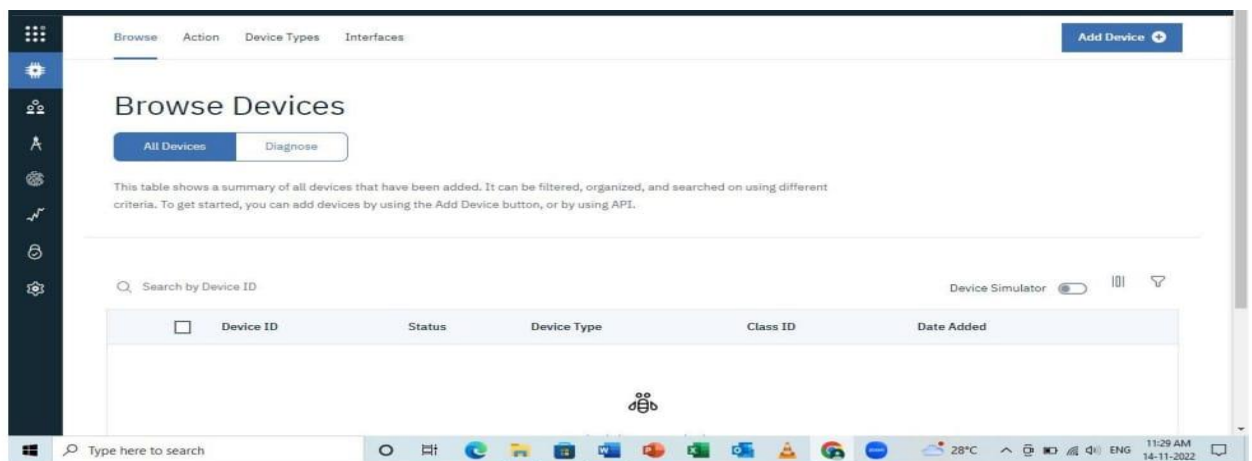 Browse Action Device Types Interfaces Add Device
Browse Devices
All Devices Diagnose
This table shows a summary of all devices that have been added. It can be filtered, organized, and searched on using different
criteria. To get started, you can add devices by using the Add Device button, or by using API.
Search by Device ID Device Simulator
Device ID Status Device Type Class ID Date Added
Type here to search 28°C ENG 11:29 AM
14-11-2022